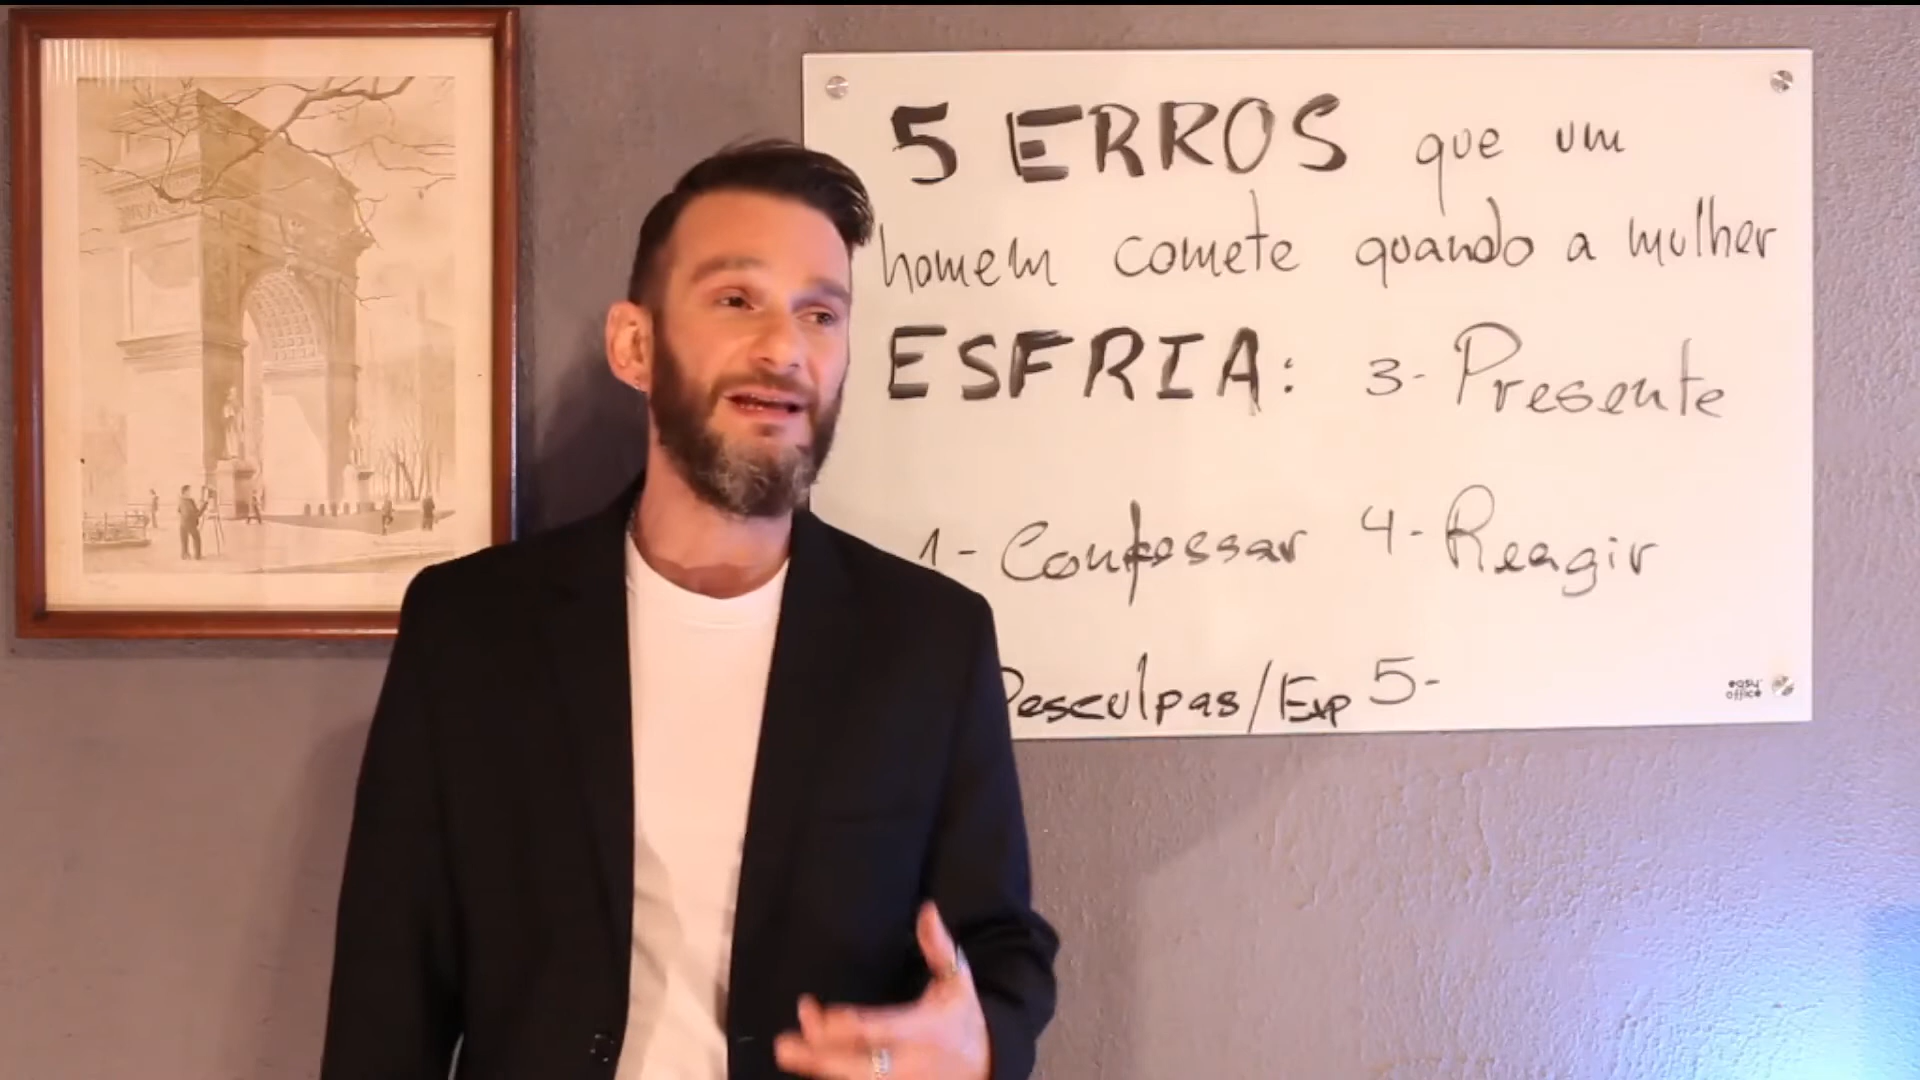 5 ERROS que um
homem comete quando a mulher
ESFRIA: 3- Presente
1- Confessar 4- Reagir
Desculpas/Exp 5-
easy
office